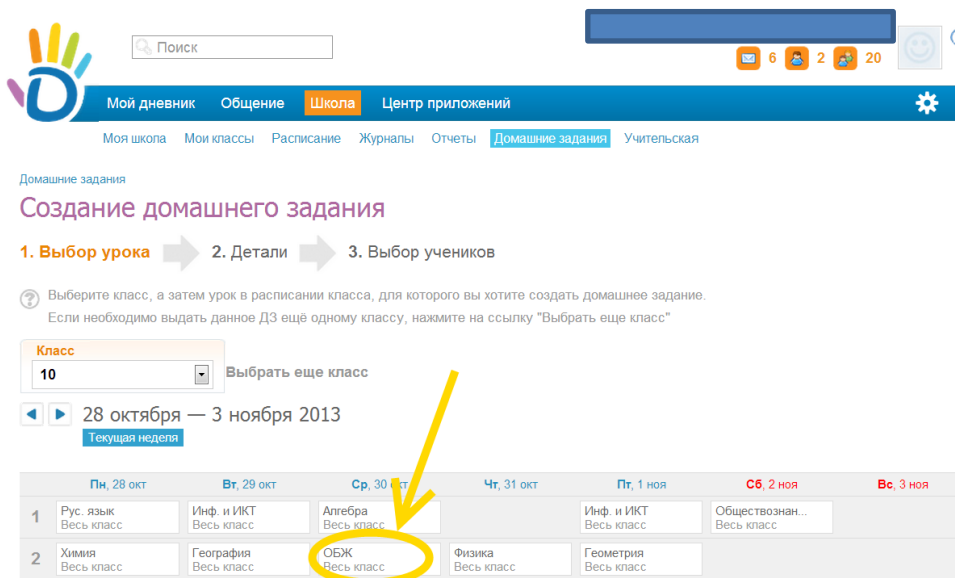 Поиск
6 2 20
D
Мой дневник Общение Школа Центр приложений
Моя школа Мои классы Расписание Журналы Отчеты Домашние задания Учительская
Домашние задания
Создание домашнего задания
1. Выбор урока 2. Детали 3. Выбор учеников
? Выберите класс, а затем урок в расписании класса, для которого вы хотите создать домашнее задание.
Если необходимо выдать данное ДЗ ещё одному классу, нажмите на ссылку "Выбрать еще класс"
Класс
10 Выбрать еще класс
28 октября — 3 ноября 2013
Текущая неделя
Пн, 28 окт Вт, 29 окт Ср, 30 окт Чт, 31 окт Пт, 1 ноя Сб, 2 ноя Вс, 3 ноя
1 Рус. язык Инф. и ИКТ Алгебра Инф. и ИКТ Обществознан...
Весь класс Весь класс Весь класс Весь класс Весь класс
2 Химия География ОБЖ Физика Геометрия
Весь класс Весь класс Весь класс Весь класс Весь класс